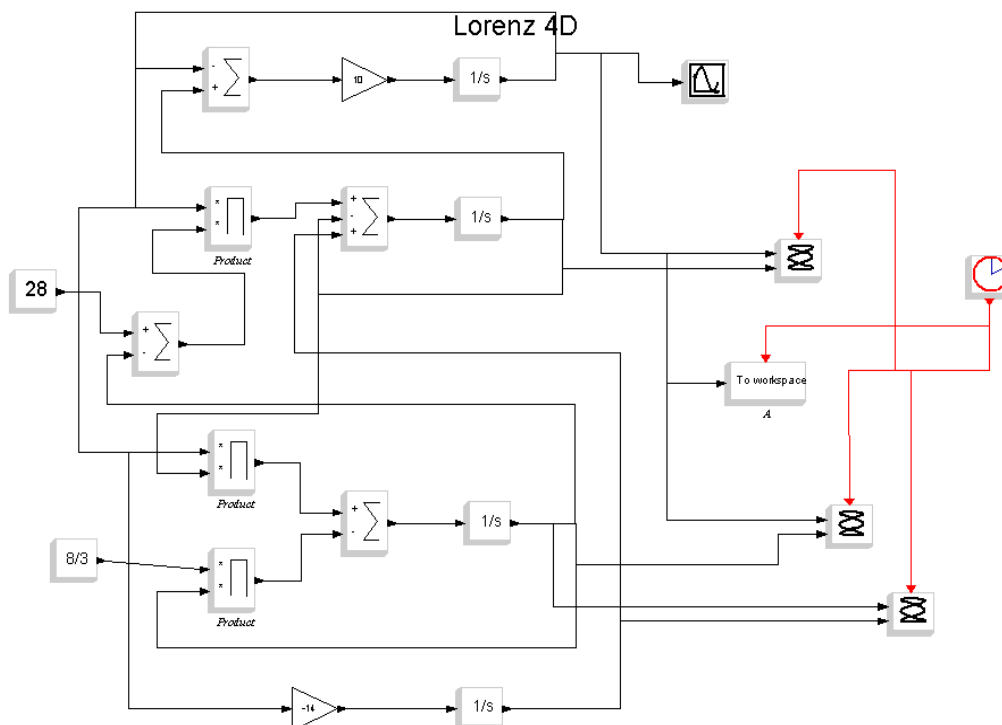 Lorenz 4D
-
+
10
1/s
*
*
Product
+
-
+
1/s
28
+
-
To workspace
A
*
*
Product
+
-
1/s
8/3
*
*
Product
-14
1/s